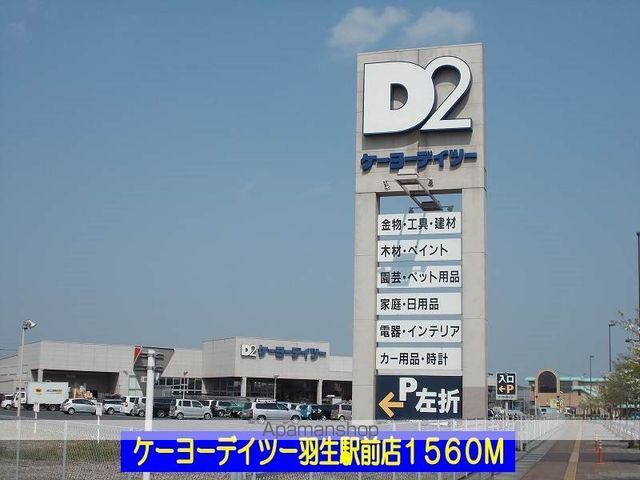 D2
ケーヨーデイツー
金物・工具・建材
木材・ペイント
園芸・ペット用品
家庭・日用品
電器・インテリア
カー用品・時計
P左折
←
D2ケーヨーデイツー
入口
←P
Apamanshop
ケーヨーデイツー羽生駅前店1560M